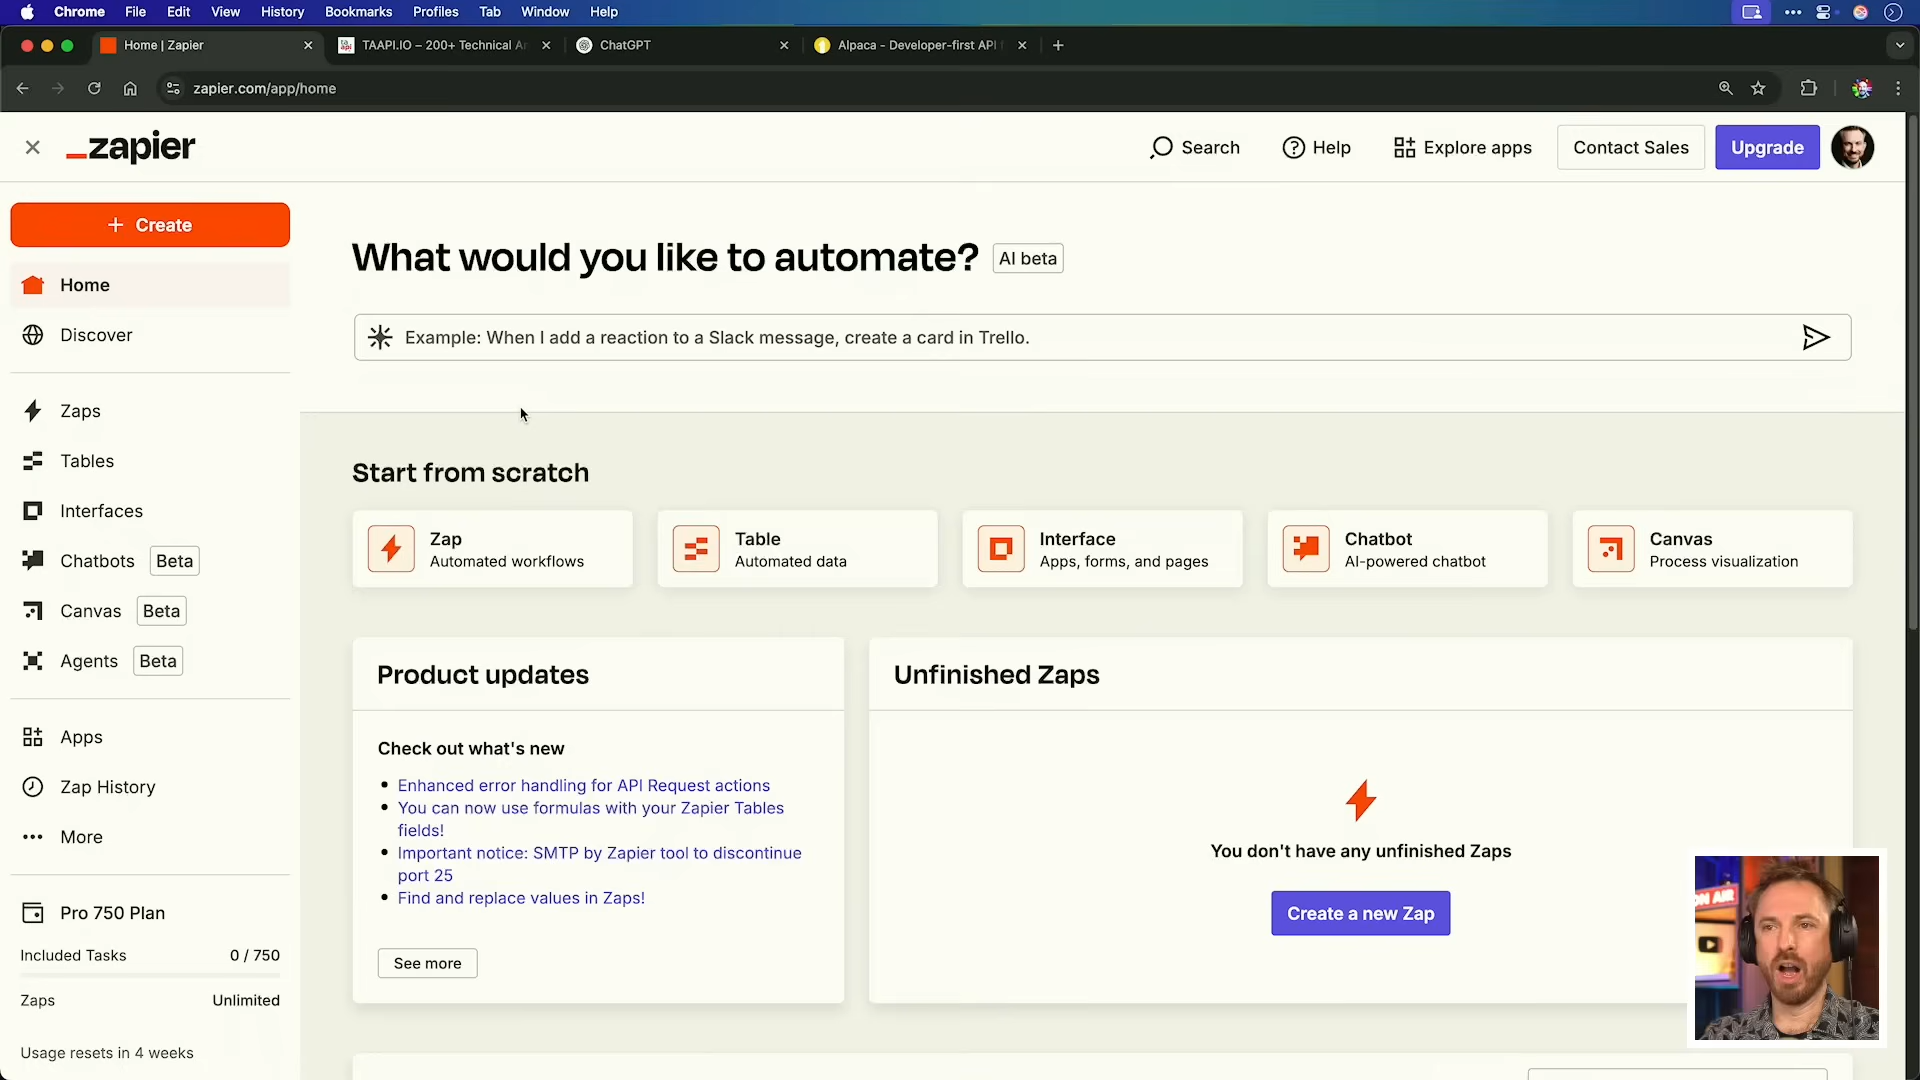 Chrome File Edit View History Bookmarks Profiles Tab Window Help
Home | Zapier
TAAPI.IO – 200+ Technical
ChatGPT
Alpaca - Developer-first API
zapier.com/app/home
zapier
Search
Help
Explore apps
Contact Sales
Upgrade
+ Create
Home
Discover
Zaps
Tables
Interfaces
Chatbots Beta
Canvas Beta
Agents Beta
Apps
Zap History
More
Pro 750 Plan
Included Tasks 0 / 750
Zaps Unlimited
Usage resets in 4 weeks
What would you like to automate? AI beta
Example: When I add a reaction to a Slack message, create a card in Trello.
Start from scratch
Zap
Automated workflows
Table
Automated data
Interface
Apps, forms, and pages
Chatbot
AI-powered chatbot
Canvas
Process visualization
Product updates
Check out what's new
Enhanced error handling for API Request actions
You can now use formulas with your Zapier Tables
fields!
Important notice: SMTP by Zapier tool to discontinue
port 25
Find and replace values in Zaps!
See more
Unfinished Zaps
You don't have any unfinished Zaps
Create a new Zap
ON AIR